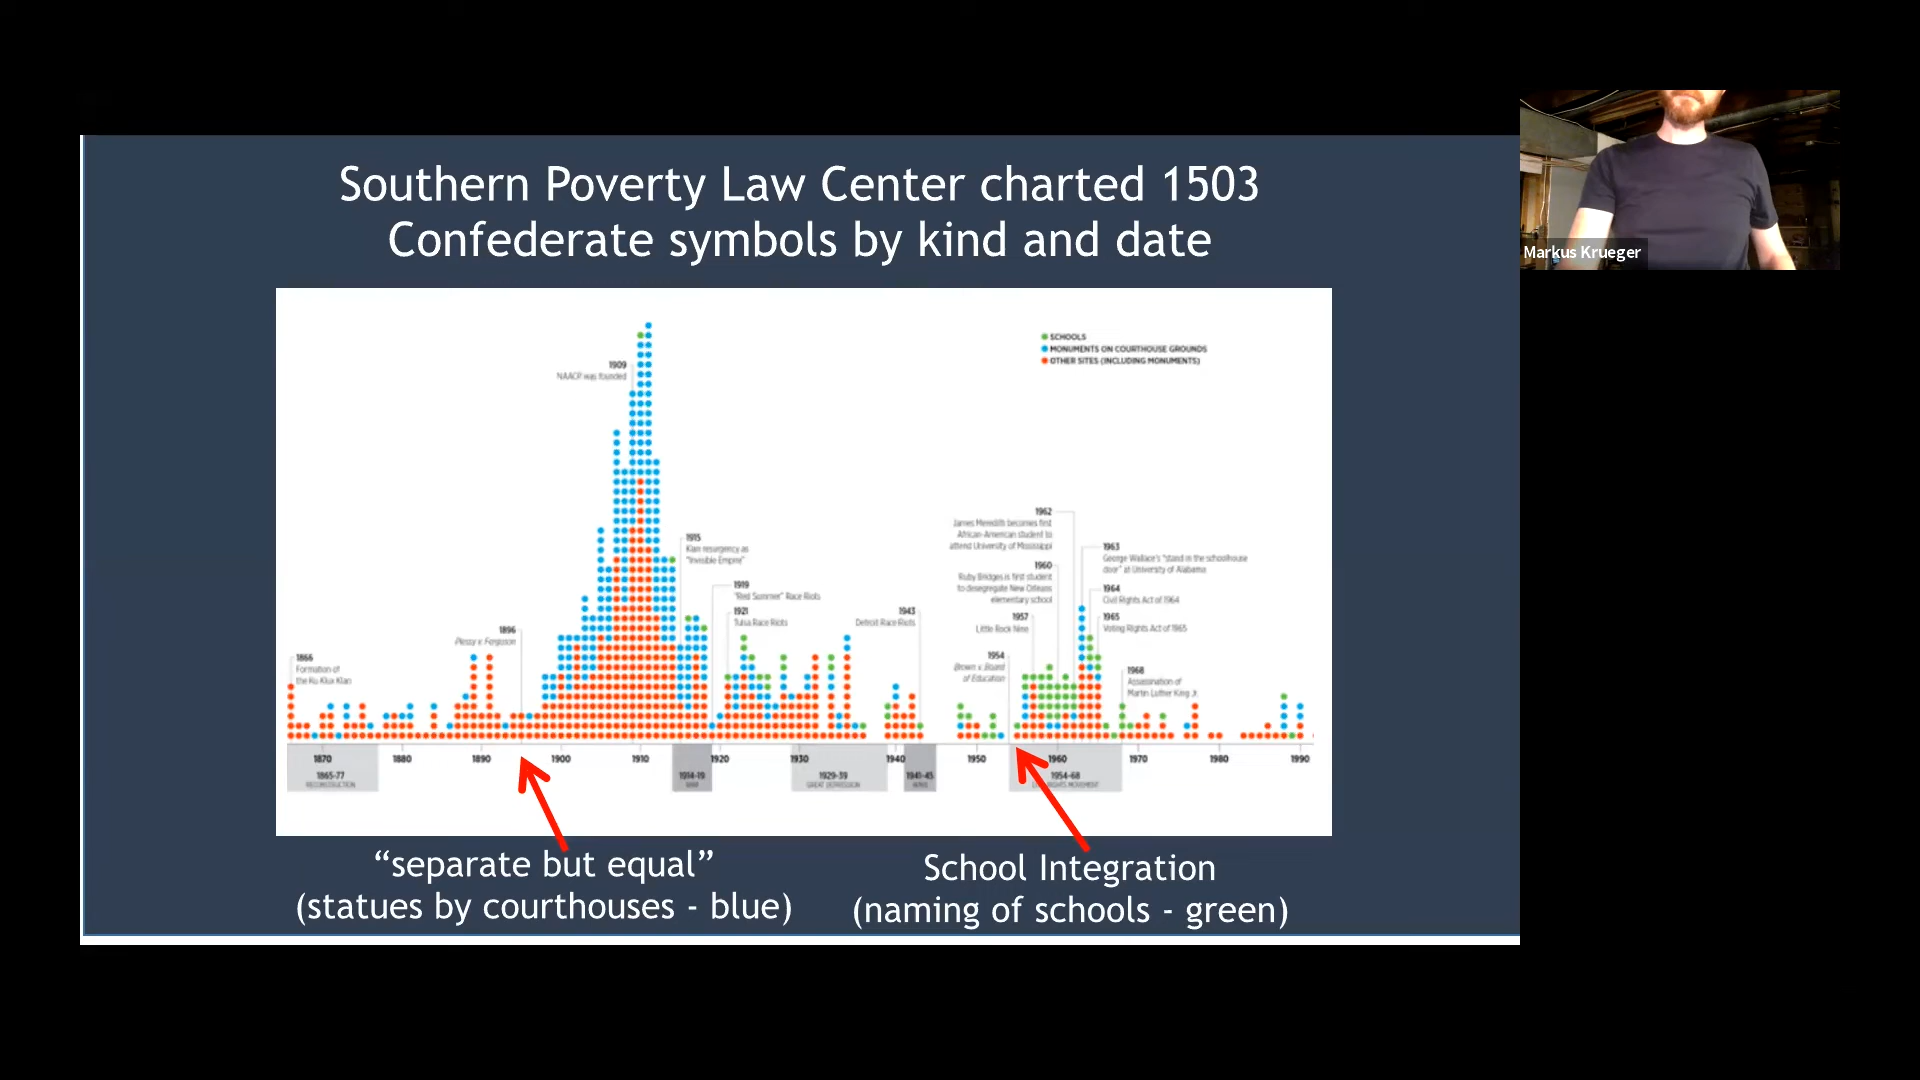 Southern Poverty Law Center charted 1503
Confederate symbols by kind and date
Markus Krueger
SCHOOLS
MONUMENTS ON COURTHOUSE GROUNDS
OTHER SITES (INCLUDING MONUMENTS)
1909
NAACP was founded
1915
Klan resurgency as
"Invisible Empire"
1919
"Red Summer" Race Riots
1921
Tulsa Race Riots
1943
Detroit Race Riots
1896
Plessy v. Ferguson
1866
Formation of
the Ku Klux Klan
1962
James Meredith becomes first
African-American student to
attend University of Mississippi
1960
Ruby Bridges is first student
to desegregate New Orleans
elementary school
1957
Little Rock Nine
1954
Brown v. Board
of Education
1963
George Wallace's "stand in the schoolhouse
door" at University of Alabama
1964
Civil Rights Act of 1964
1965
Voting Rights Act of 1965
1968
Assassination of
Martin Luther King Jr.
1870 1880 1890 1900 1910 1920 1930 1940 1950 1960 1970 1980 1990
1865-77
RECONSTRUCTION
1914-19
1929-39
GREAT DEPRESSION
1941-45
1954-68
RIGHTS MOVEMENT
“separate but equal”
(statues by courthouses - blue)
School Integration
(naming of schools - green)